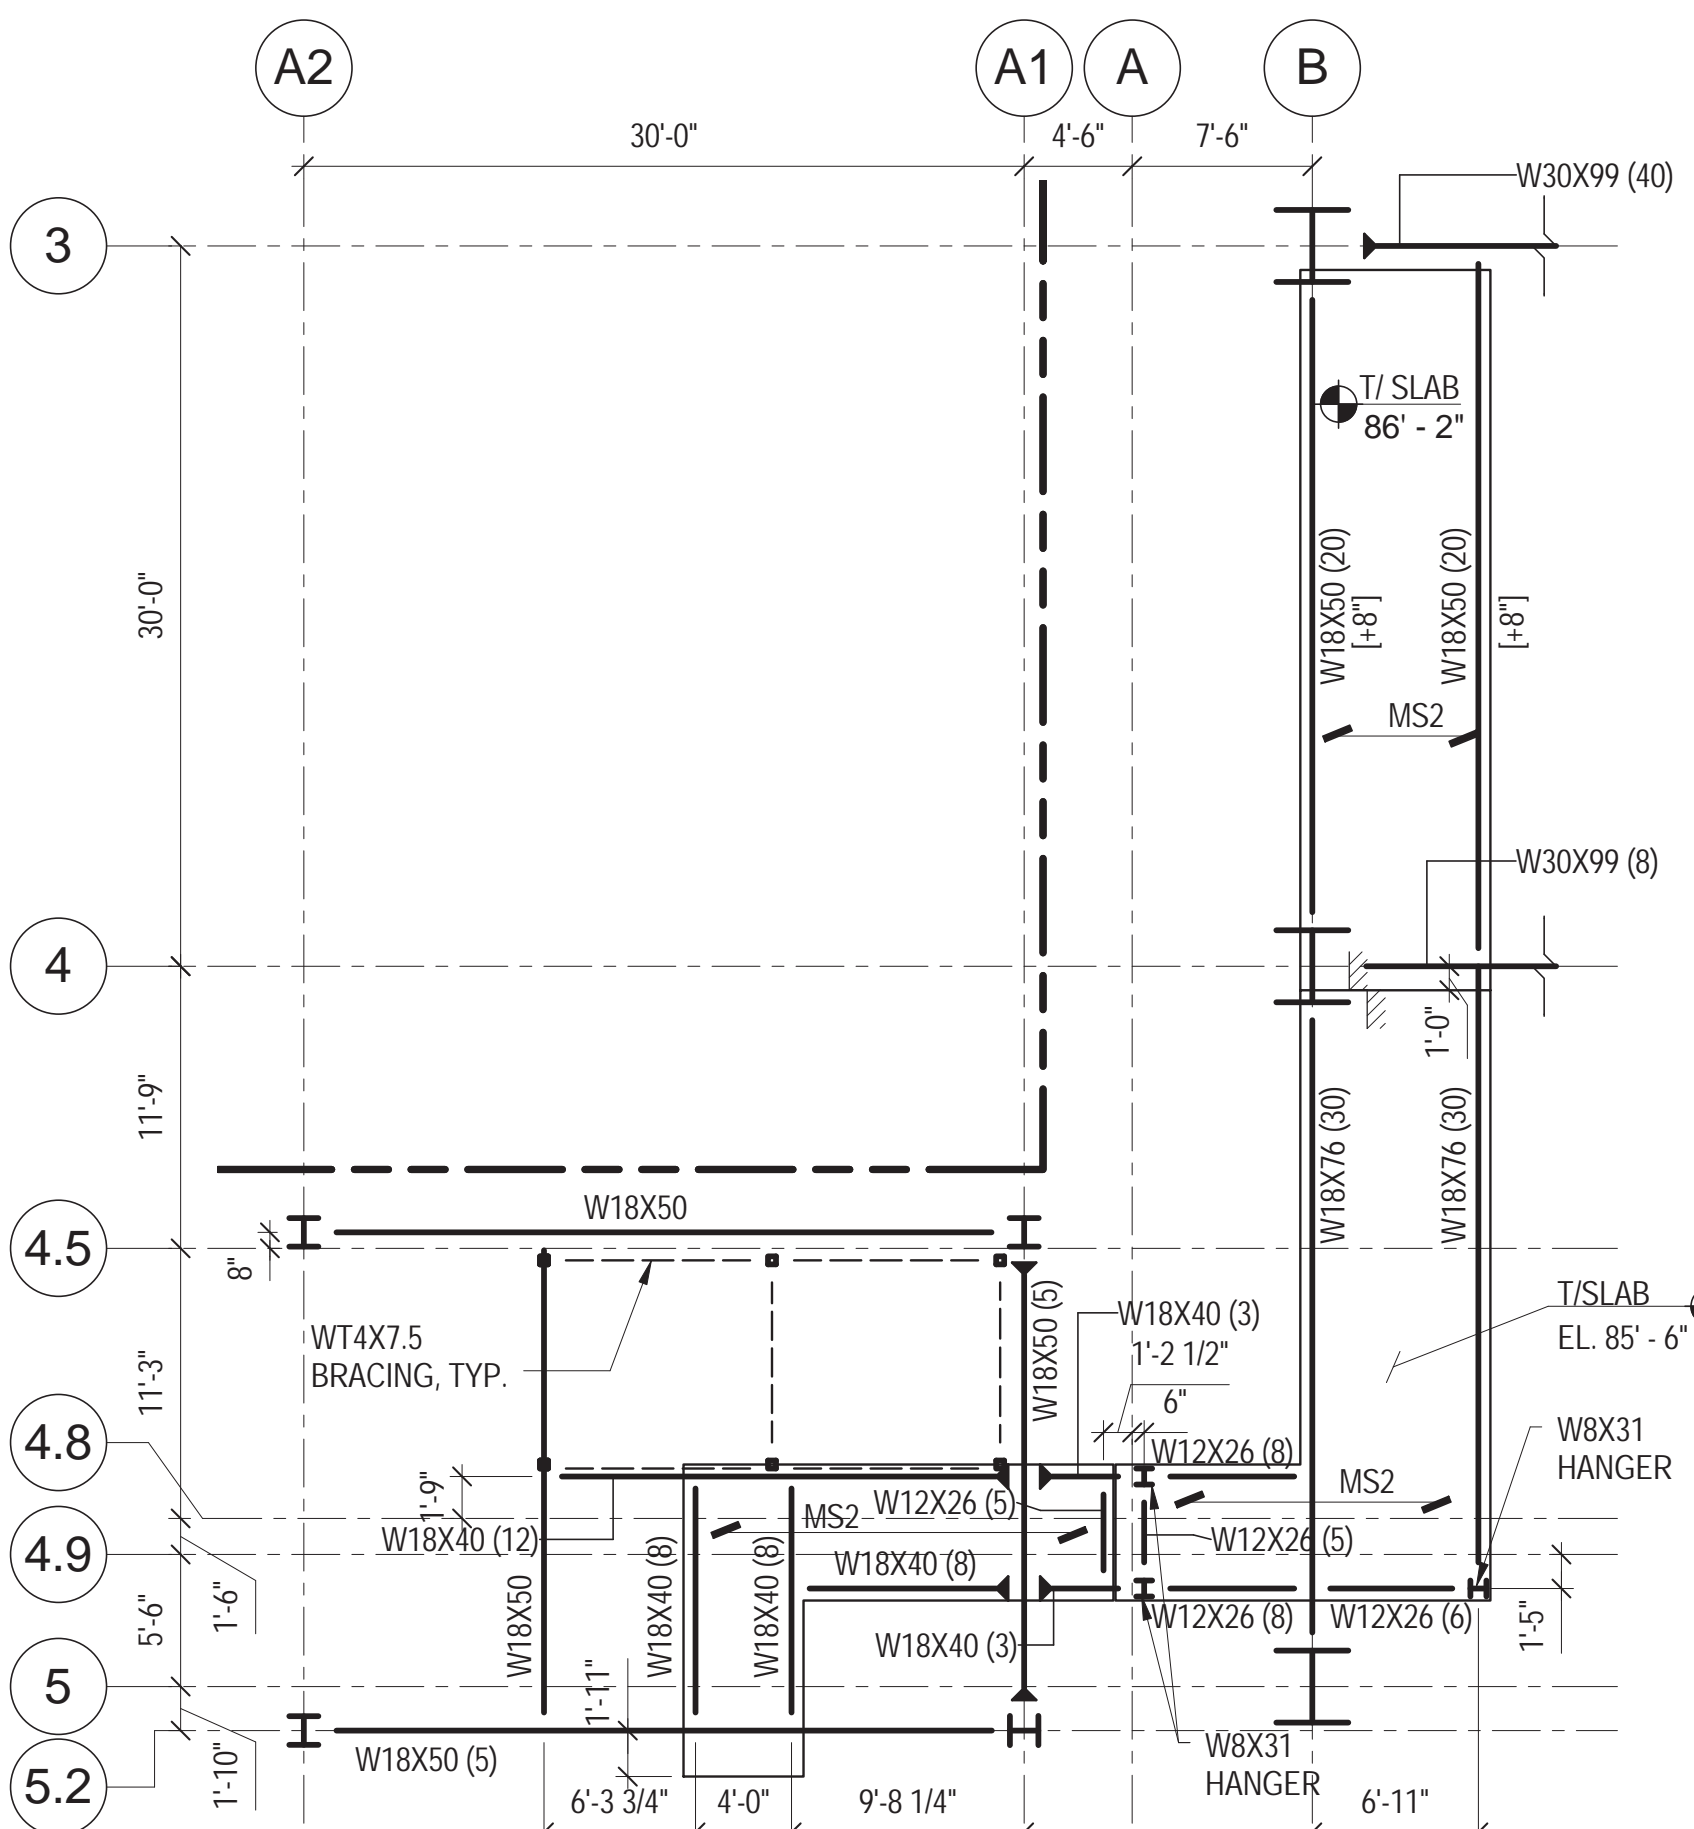 A2
A1
A
B
30'-0"
4'-6"
7'-6"
W30X99 (40)
3
T/ SLAB
86' - 2"
30'-0"
W18X50 (20)
[+8"]
W18X50 (20)
[+8"]
MS2
W30X99 (8)
4
1'-0"
11'-9"
W18X76 (30)
W18X76 (30)
W18X50
4.5
8"
W18X50 (5)
T/SLAB
EL. 85' - 6"
W18X40 (3)
WT4X7.5
BRACING, TYP.
1'-2 1/2"
6"
11'-3"
4.8
W12X26 (8)
W8X31
HANGER
1'-9"
MS2
W12X26 (5)
MS2
W18X40 (12)
W12X26 (5)
4.9
W18X40 (8)
1'-6"
5'-6"
W18X50
W18X40 (8)
W18X40 (8)
W12X26 (8)
W12X26 (6)
1'-5"
W18X40 (3)
5
1'-11"
W18X50 (5)
W8X31
HANGER
5.2
1'-10"
6'-3 3/4"
4'-0"
9'-8 1/4"
6'-11"